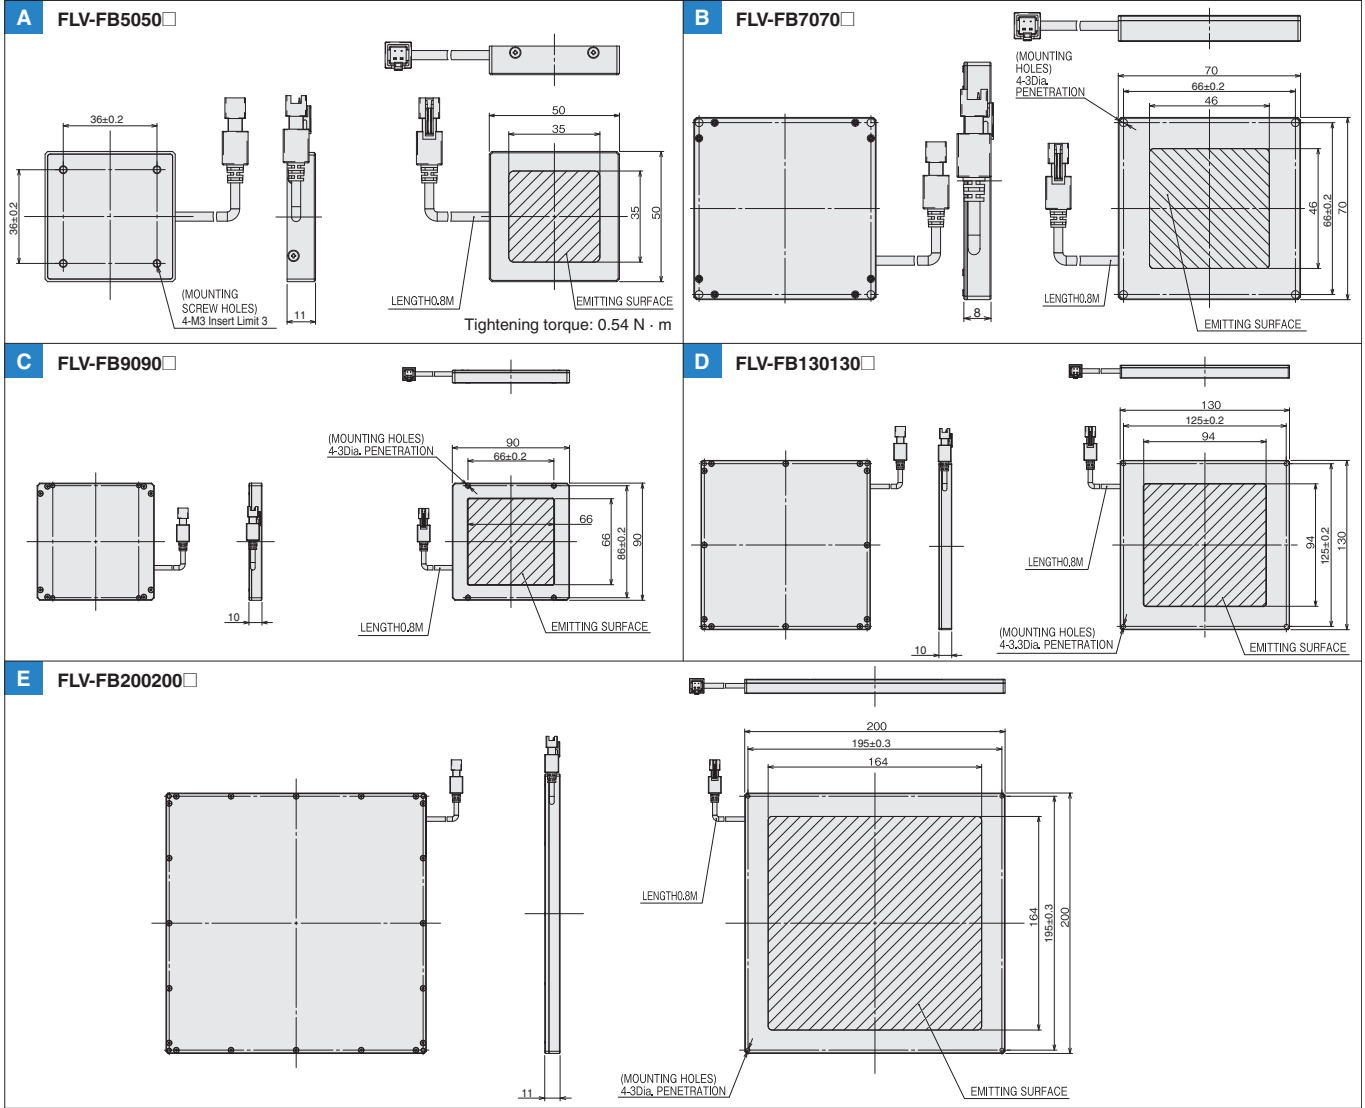 A FLV-FB5050□
36±0.2
36±0.2
(MOUNTING
SCREW HOLES)
4-M3 Insert Limit 3
11
50
35
35
50
LENGTH0.8M
EMITTING SURFACE
Tightening torque: 0.54 N · m
B FLV-FB7070□
(MOUNTING
HOLES)
4-3Dia.
PENETRATION
70
66±0.2
46
46
66±0.2
70
8
LENGTH0.8M
EMITTING SURFACE
C FLV-FB9090□
(MOUNTING HOLES)
4-3Dia. PENETRATION
90
66±0.2
66
66
86±0.2
90
10
LENGTH0.8M
EMITTING SURFACE
D FLV-FB130130□
130
125±0.2
94
94
125±0.2
130
LENGTH0.8M
10
(MOUNTING HOLES)
4-3.3Dia. PENETRATION
EMITTING SURFACE
E FLV-FB200200□
200
195±0.3
164
164
195±0.3
200
LENGTH0.8M
11
(MOUNTING HOLES)
4-3Dia. PENETRATION
EMITTING SURFACE